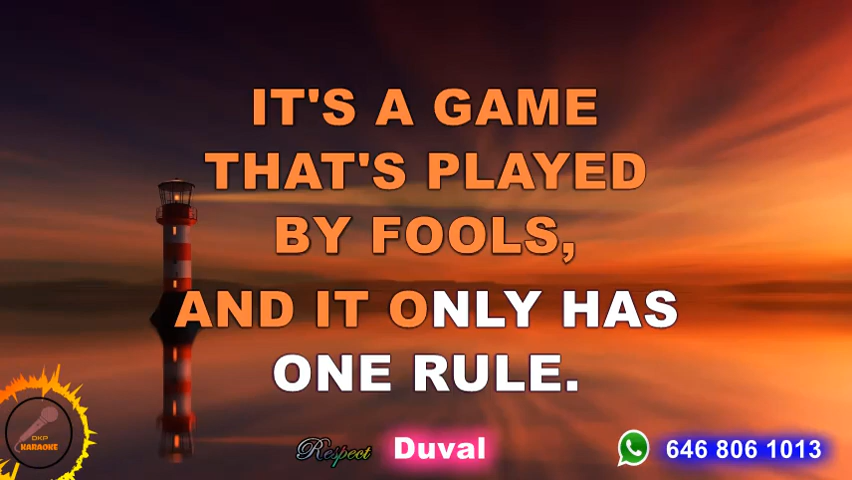 IT'S A GAME
THAT'S PLAYED
BY FOOLS,
AND IT ONLY HAS
ONE RULE.
DKP
KARAOKE
Respect Duval
646 806 1013